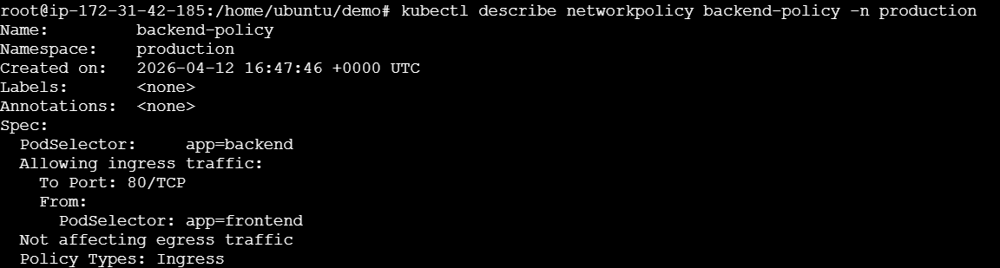 root@ip-172-31-42-185:/home/ubuntu/demo# kubectl describe networkpolicy backend-policy -n production
Name:         backend-policy
Namespace:    production
Created on:   2026-04-12 16:47:46 +0000 UTC
Labels:       <none>
Annotations:  <none>
Spec:
  PodSelector:     app=backend
  Allowing ingress traffic:
    To Port: 80/TCP
    From:
      PodSelector: app=frontend
  Not affecting egress traffic
  Policy Types: Ingress